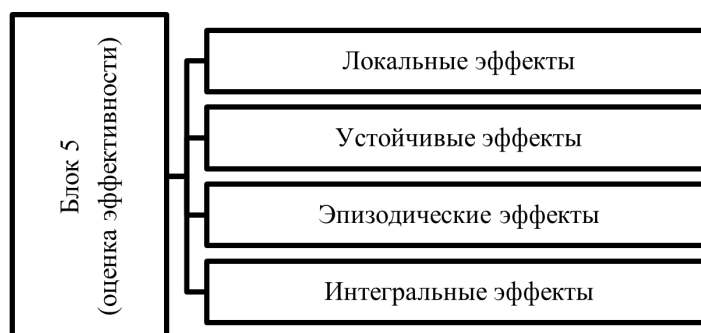 Блок 5
(оценка эффективности)
Локальные эффекты
Устойчивые эффекты
Эпизодические эффекты
Интегральные эффекты